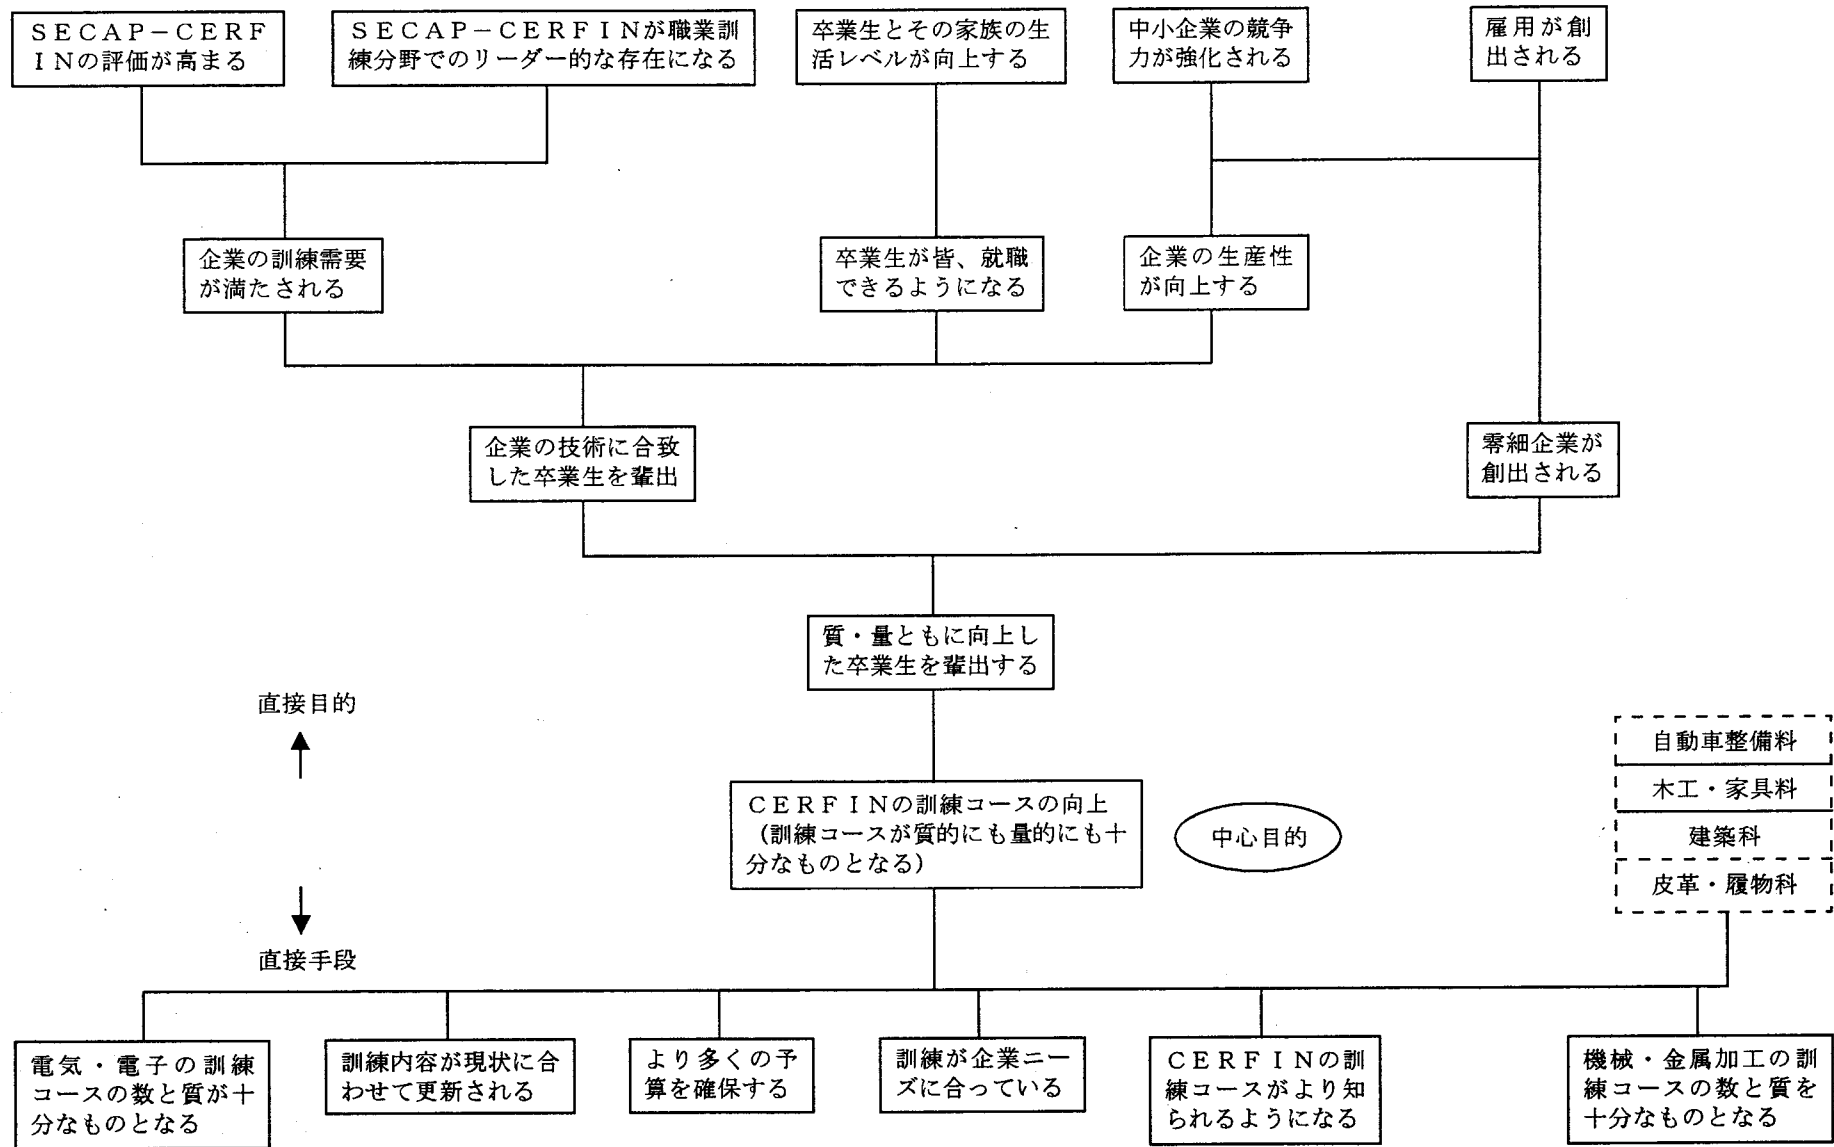 ＳＥＣＡＰ−ＣＥＲＦ
ＩＮの評価が高まる
ＳＥＣＡＰ−ＣＥＲＦＩＮが職業訓
練分野でのリーダー的な存在になる
卒業生とその家族の生
活レベルが向上する
中小企業の競争
力が強化される
雇用が創
出される
企業の訓練需要
が満たされる
卒業生が皆、就職
できるようになる
企業の生産性
が向上する
企業の技術に合致
した卒業生を輩出
零細企業が
創出される
質・量ともに向上し
た卒業生を輩出する
直接目的
自動車整備料
木工・家具料
建築科
皮革・履物科
ＣＥＲＦＩＮの訓練コースの向上
（訓練コースが質的にも量的にも十
分なものとなる）
中心目的
直接手段
電気・電子の訓練
コースの数と質が十
分なものとなる
訓練内容が現状に合
わせて更新される
より多くの予
算を確保する
訓練が企業ニー
ズに合っている
ＣＥＲＦＩＮの訓
練コースがより知
られるようになる
機械・金属加工の訓
練コースの数と質を
十分なものとなる